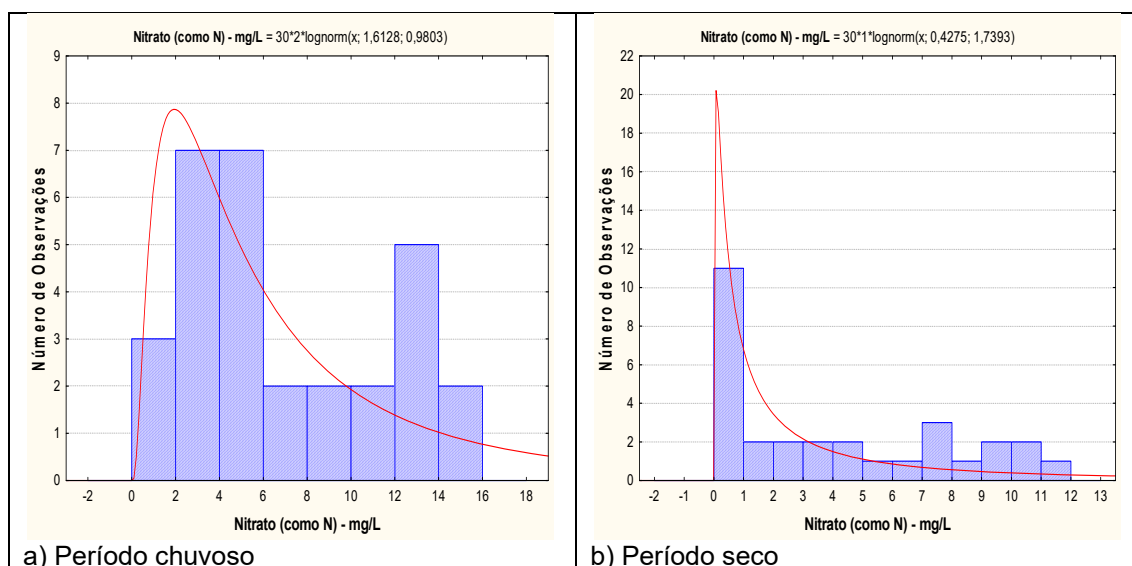 Nitrato (como N) - mg/L = 30*2*lognorm(x; 1,6128; 0,9803)
9
8
7
6
5
4
3
2
1
0
Número de Observações
-2 0 2 4 6 8 10 12 14 16 18
Nitrato (como N) - mg/L
a) Período chuvoso
Nitrato (como N) - mg/L = 30*1*lognorm(x; 0,4275; 1,7393)
22
20
18
16
14
12
10
8
6
4
2
0
Número de Observações
-2 -1 0 1 2 3 4 5 6 7 8 9 10 11 12 13
Nitrato (como N) - mg/L
b) Período seco